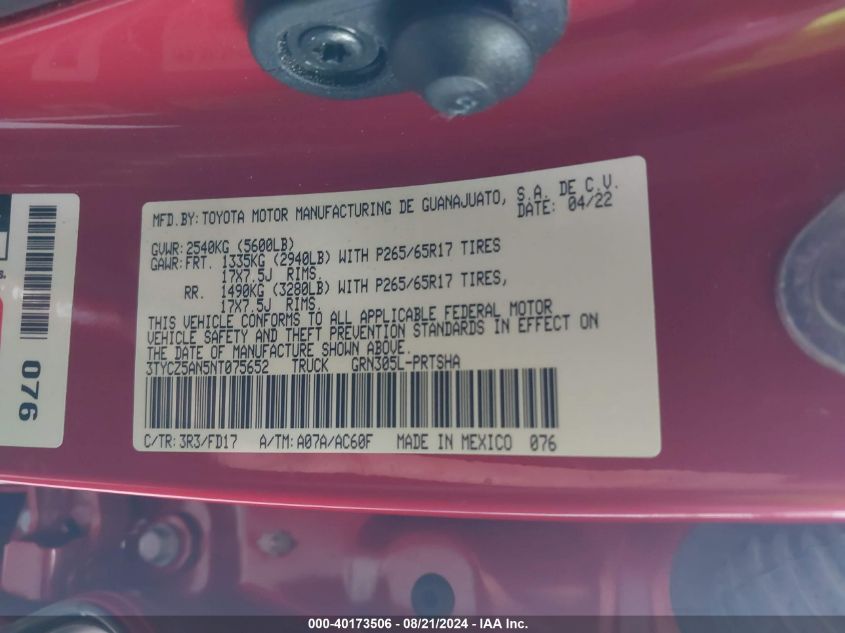 MFD.BY: TOYOTA MOTOR MANUFACTURING DE GUANAJUATO, S.A. DE C.V.
DATE: 04/22
GVWR: 2540KG (5600LB)
GAWR: FRT. 1335KG (2940LB) WITH P265/65R17 TIRES
17X7.5J RIMS.
RR. 1490KG (3280LB) WITH P265/65R17 TIRES,
17X7.5J RIMS.
THIS VEHICLE CONFORMS TO ALL APPLICABLE FEDERAL MOTOR
VEHICLE SAFETY AND THEFT PREVENTION STANDARDS IN EFFECT ON
THE DATE OF MANUFACTURE SHOWN ABOVE.
3TYCZ5AN5NT075652 TRUCK GRN305L-PRTSHA
C/TR: 3R3/FD17 A/TM: A07A/AC60F MADE IN MEXICO 076
076
000-40173506 - 08/21/2024 - IAA, Inc.